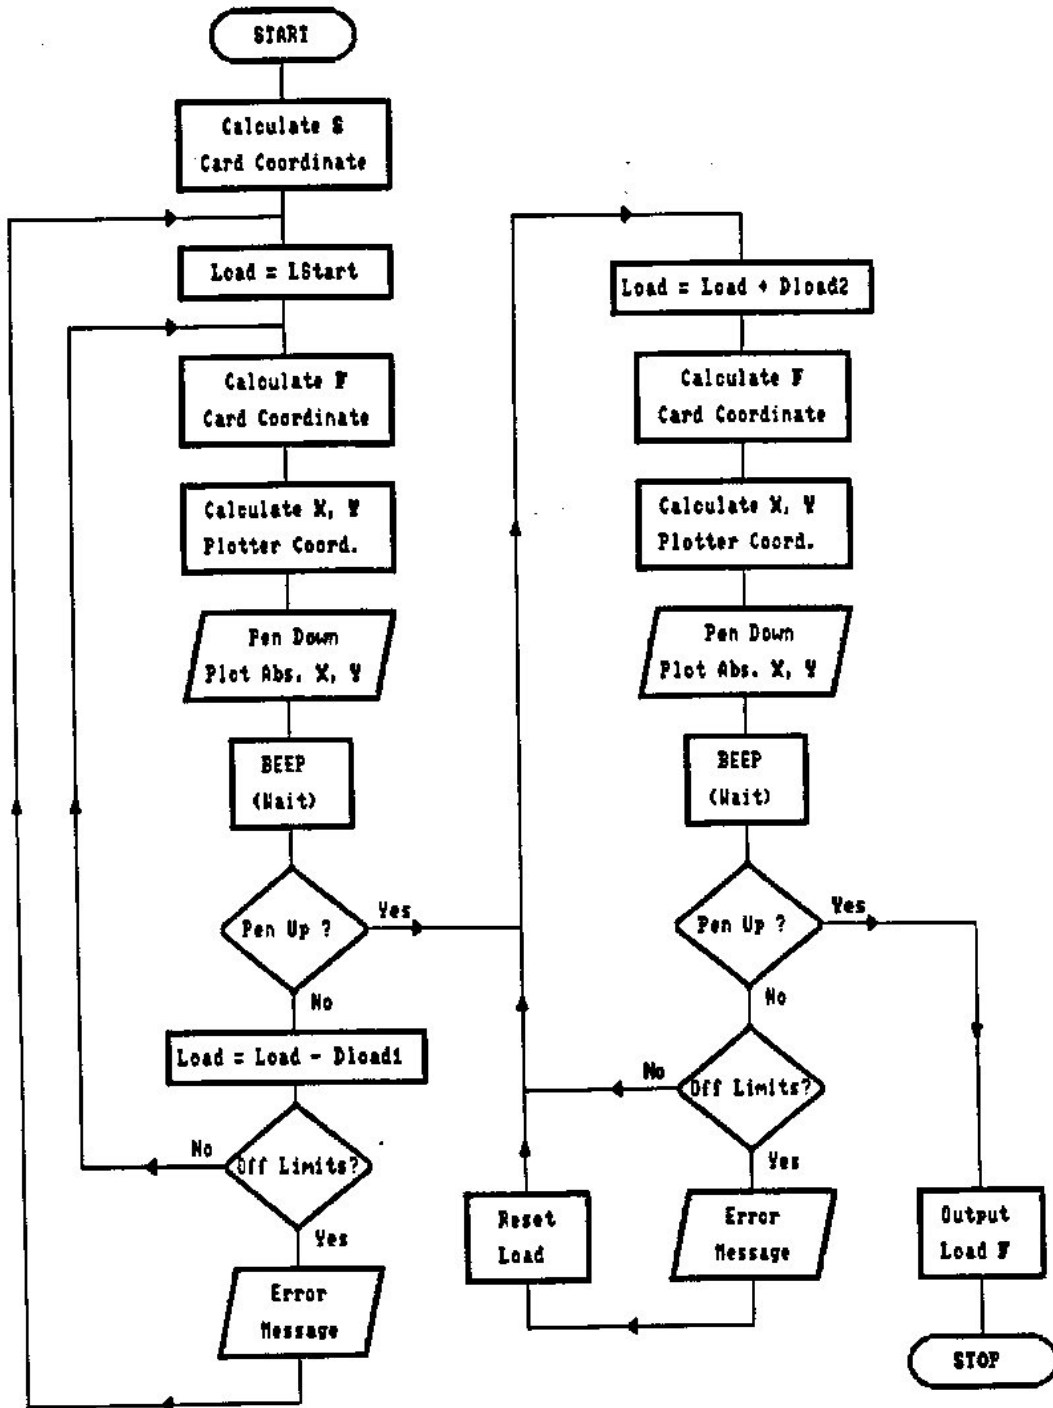 START
Calculate S
Card Coordinate
Load = LStart
Calculate F
Card Coordinate
Calculate X, Y
Plotter Coord.
Pen Down
Plot Abs. X, Y
BEEP
(Wait)
Pen Up ?
Yes
No
Load = Load - Dload1
Off Limits?
No
Yes
Error
Message
Load = Load + Dload2
Calculate F
Card Coordinate
Calculate X, Y
Plotter Coord.
Pen Down
Plot Abs. X, Y
BEEP
(Wait)
Pen Up ?
Yes
No
Off Limits?
No
Yes
Error
Message
Reset
Load
Output
Load F
STOP